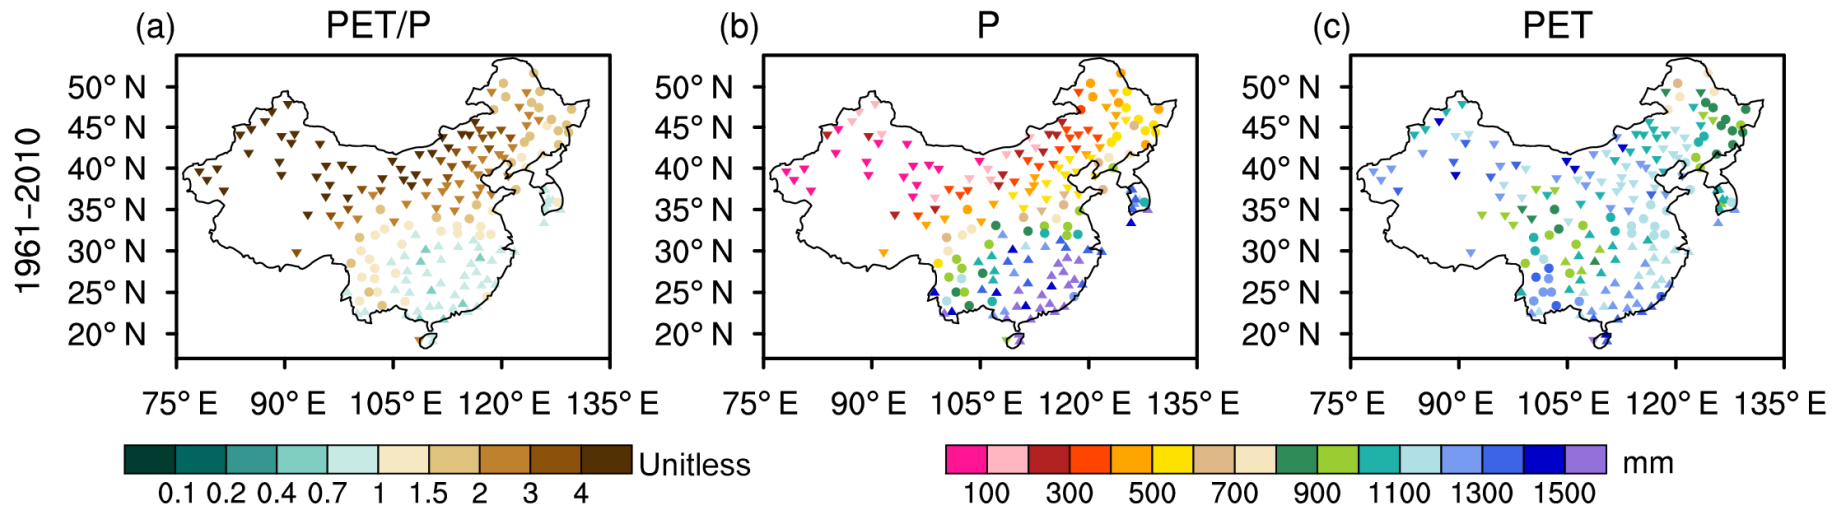 (a) PET/P
(b) P
(c) PET
1961-2010
50° N
45° N
40° N
35° N
30° N
25° N
20° N
75° E 90° E 105° E 120° E 135° E
50° N
45° N
40° N
35° N
30° N
25° N
20° N
75° E 90° E 105° E 120° E 135° E
50° N
45° N
40° N
35° N
30° N
25° N
20° N
75° E 90° E 105° E 120° E 135° E
0.1 0.2 0.4 0.7 1 1.5 2 3 4 Unitless
100 300 500 700 900 1100 1300 1500 mm